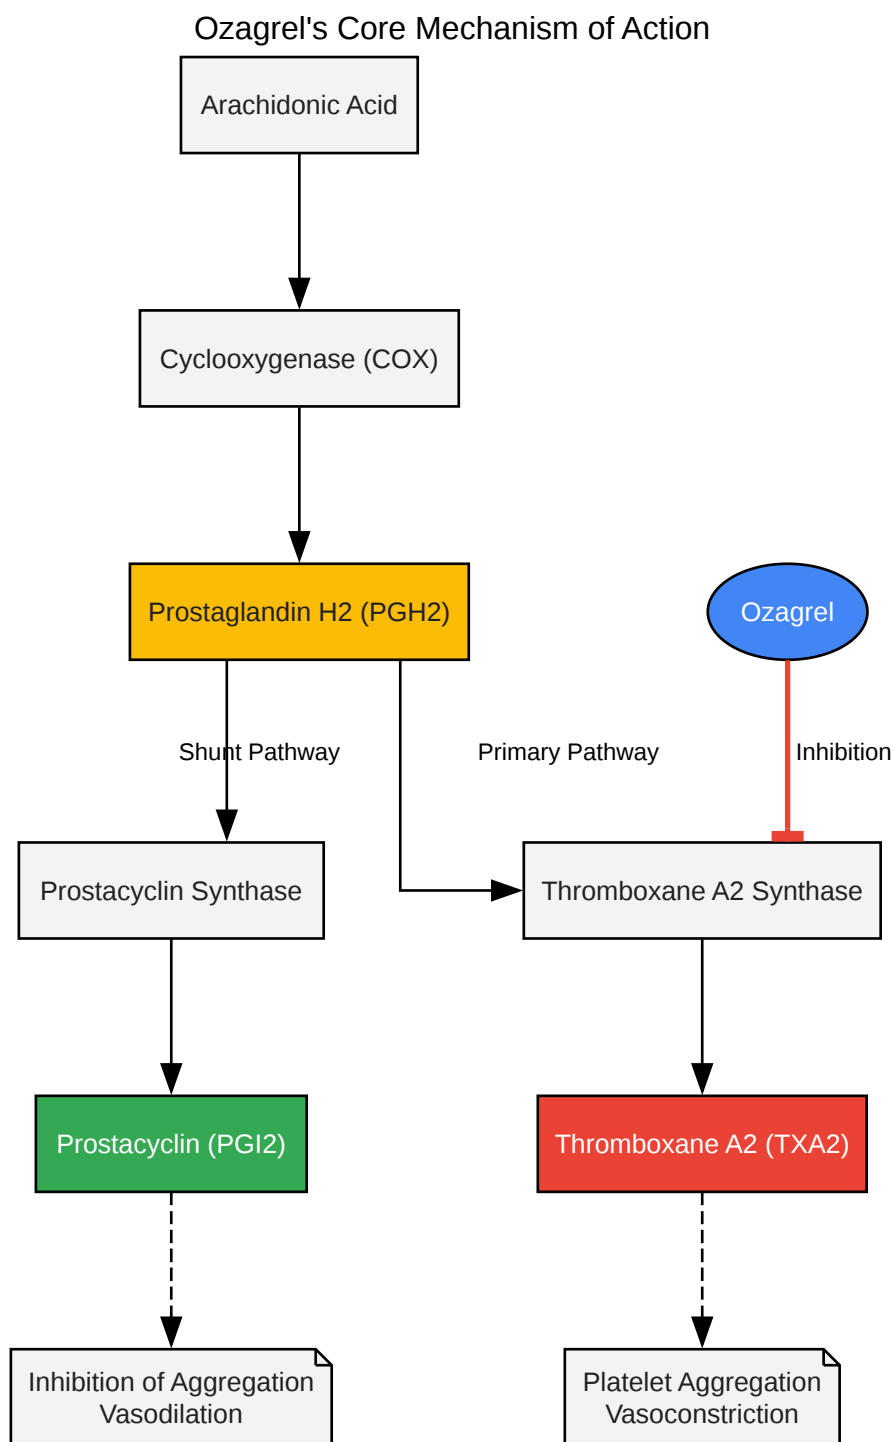 Ozagrel's Core Mechanism of Action
Arachidonic Acid
Cyclooxygenase (COX)
Prostaglandin H2 (PGH2)
Ozagrel
Shunt Pathway
Primary Pathway
Inhibition
Prostacyclin Synthase
Thromboxane A2 Synthase
Prostacyclin (PGI2)
Thromboxane A2 (TXA2)
Inhibition of Aggregation
Vasodilation
Platelet Aggregation
Vasoconstriction